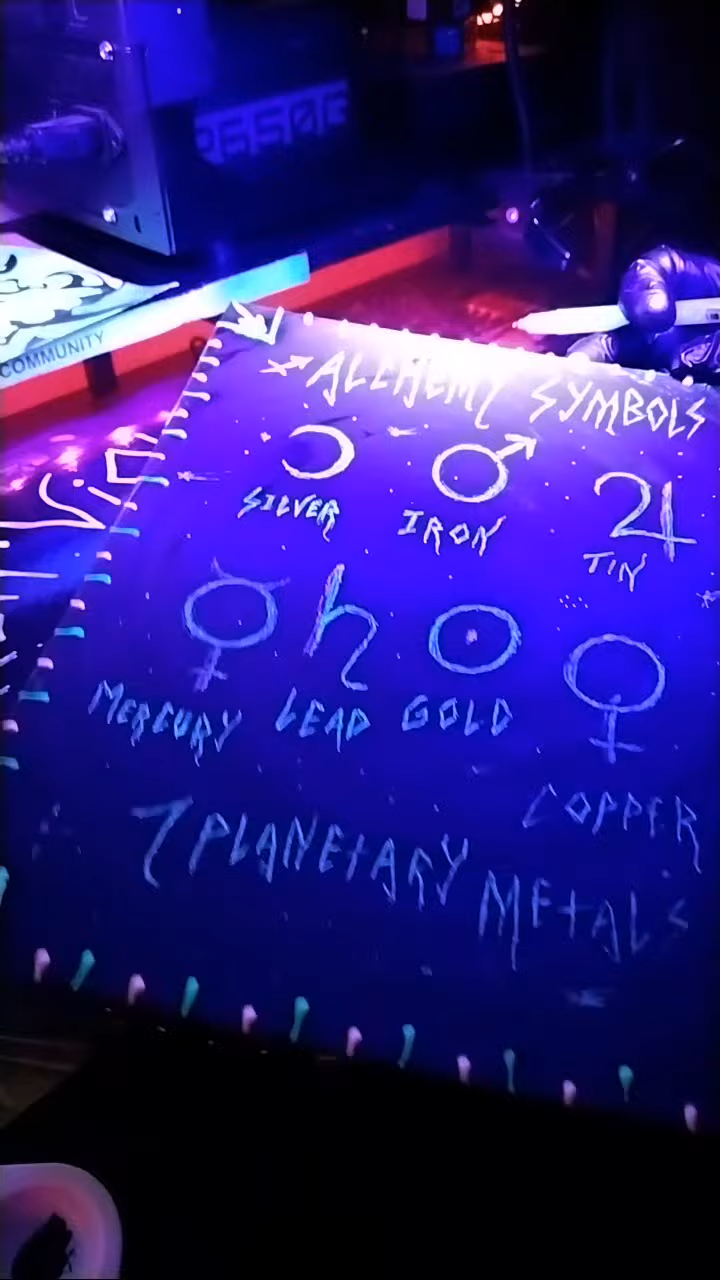 COMMUNITY
ALCHEMY SYMBOLS
SILVER IRON TIN
MERCURY LEAD GOLD
COPPER
7 PLANETARY METALS